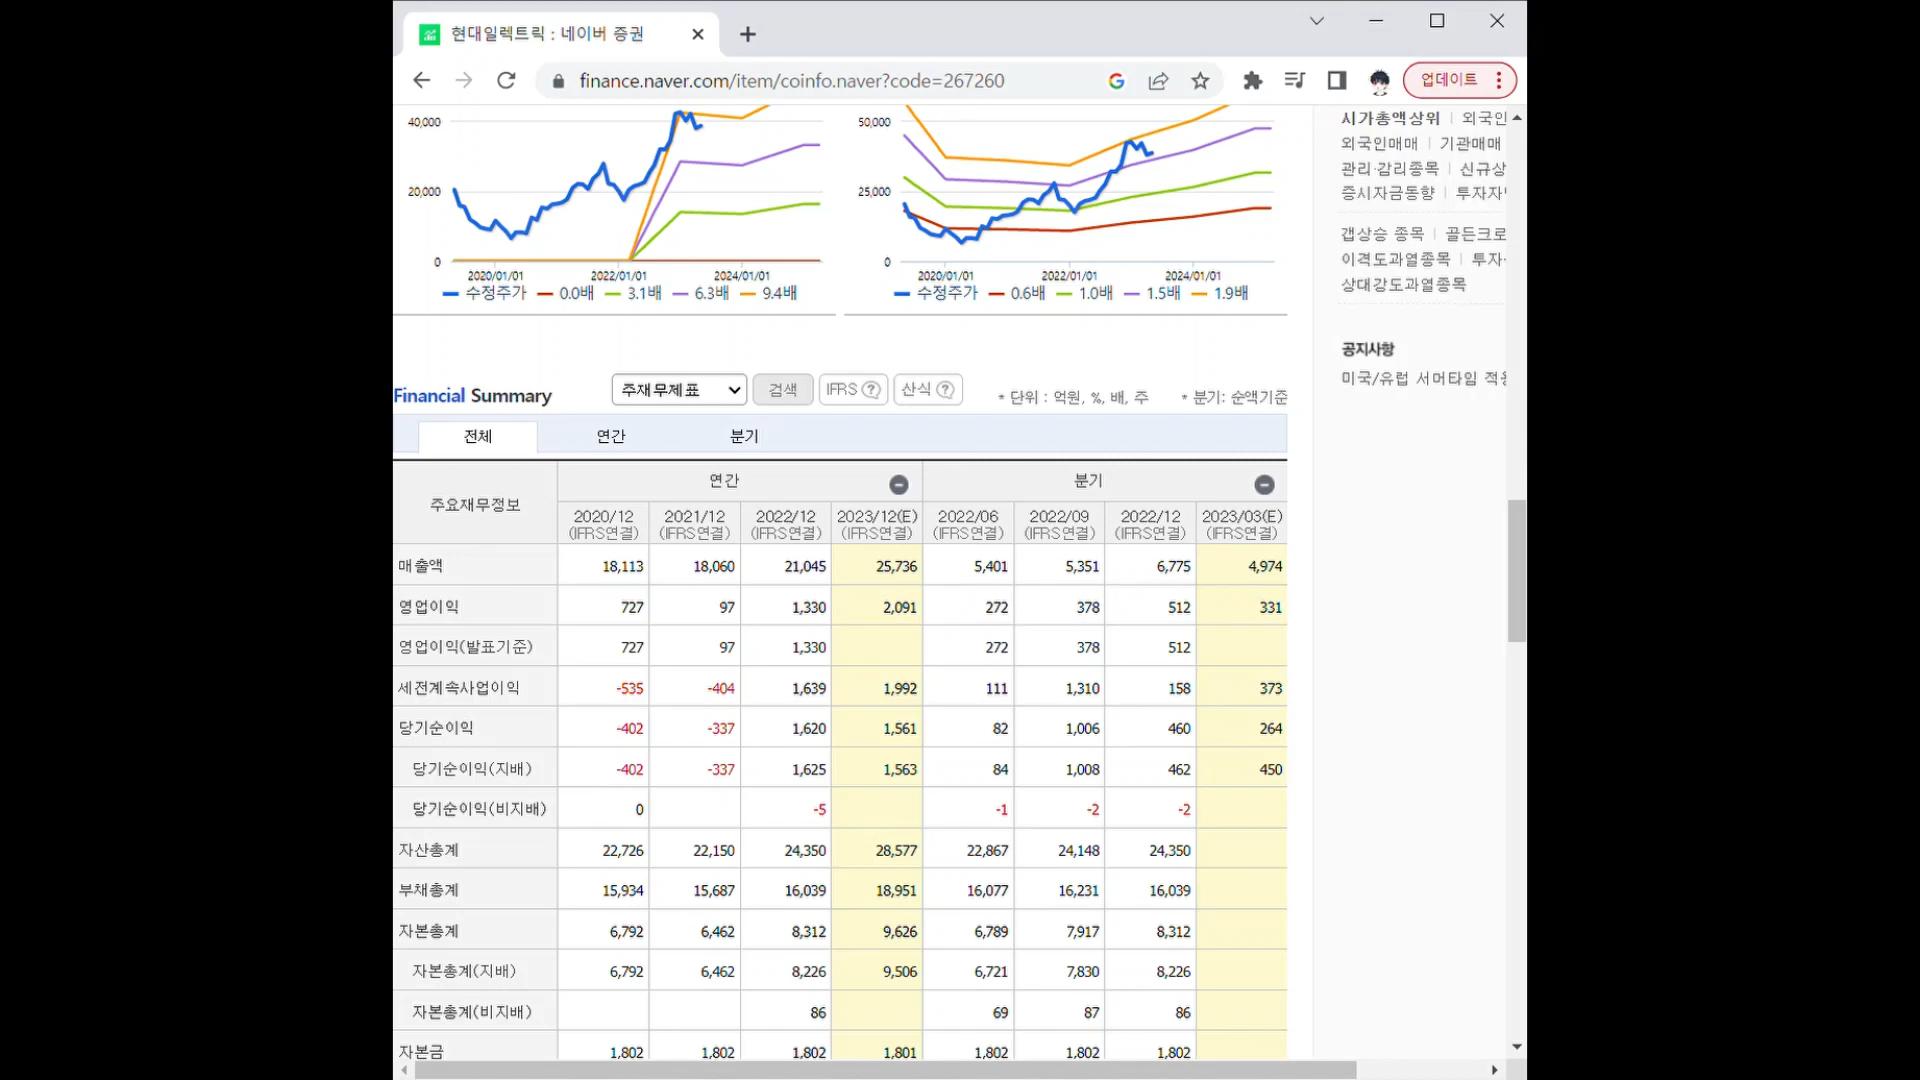 현대일렉트릭 : 네이버 증권
finance.naver.com/item/coinfo.naver?code=267260
업데이트
40,000
20,000
0
2020/01/01 2022/01/01 2024/01/01
수정주가 0.0배 3.1배 6.3배 9.4배
50,000
25,000
0
2020/01/01 2022/01/01 2024/01/01
수정주가 0.6배 1.0배 1.5배 1.9배
시가총액상위 외국인
외국인매매 기관매매
관리·감리종목 신규상
증시자금동향 투자자
갭상승 종목 골든크로
이격도과열종목 투자
상대강도과열종목
공지사항
미국/유럽 서머타임 적용
Financial Summary 주재무제표 검색 IFRS ? 산식 ? * 단위 : 억원, %, 배, 주 * 분기: 순액기준
전체 연간 분기
주요재무정보 연간 분기
2020/12 2021/12 2022/12 2023/12(E) 2022/06 2022/09 2022/12 2023/03(E)
(IFRS연결) (IFRS연결) (IFRS연결) (IFRS연결) (IFRS연결) (IFRS연결) (IFRS연결) (IFRS연결)
매출액 18,113 18,060 21,045 25,736 5,401 5,351 6,775 4,974
영업이익 727 97 1,330 2,091 272 378 512 331
영업이익(발표기준) 727 97 1,330 272 378 512
세전계속사업이익 -535 -404 1,639 1,992 111 1,310 158 373
당기순이익 -402 -337 1,620 1,561 82 1,006 460 264
당기순이익(지배) -402 -337 1,625 1,563 84 1,008 462 450
당기순이익(비지배) 0 -5 -1 -2 -2
자산총계 22,726 22,150 24,350 28,577 22,867 24,148 24,350
부채총계 15,934 15,687 16,039 18,951 16,077 16,231 16,039
자본총계 6,792 6,462 8,312 9,626 6,789 7,917 8,312
자본총계(지배) 6,792 6,462 8,226 9,506 6,721 7,830 8,226
자본총계(비지배) 86 69 87 86
자본금 1,802 1,802 1,802 1,801 1,802 1,802 1,802